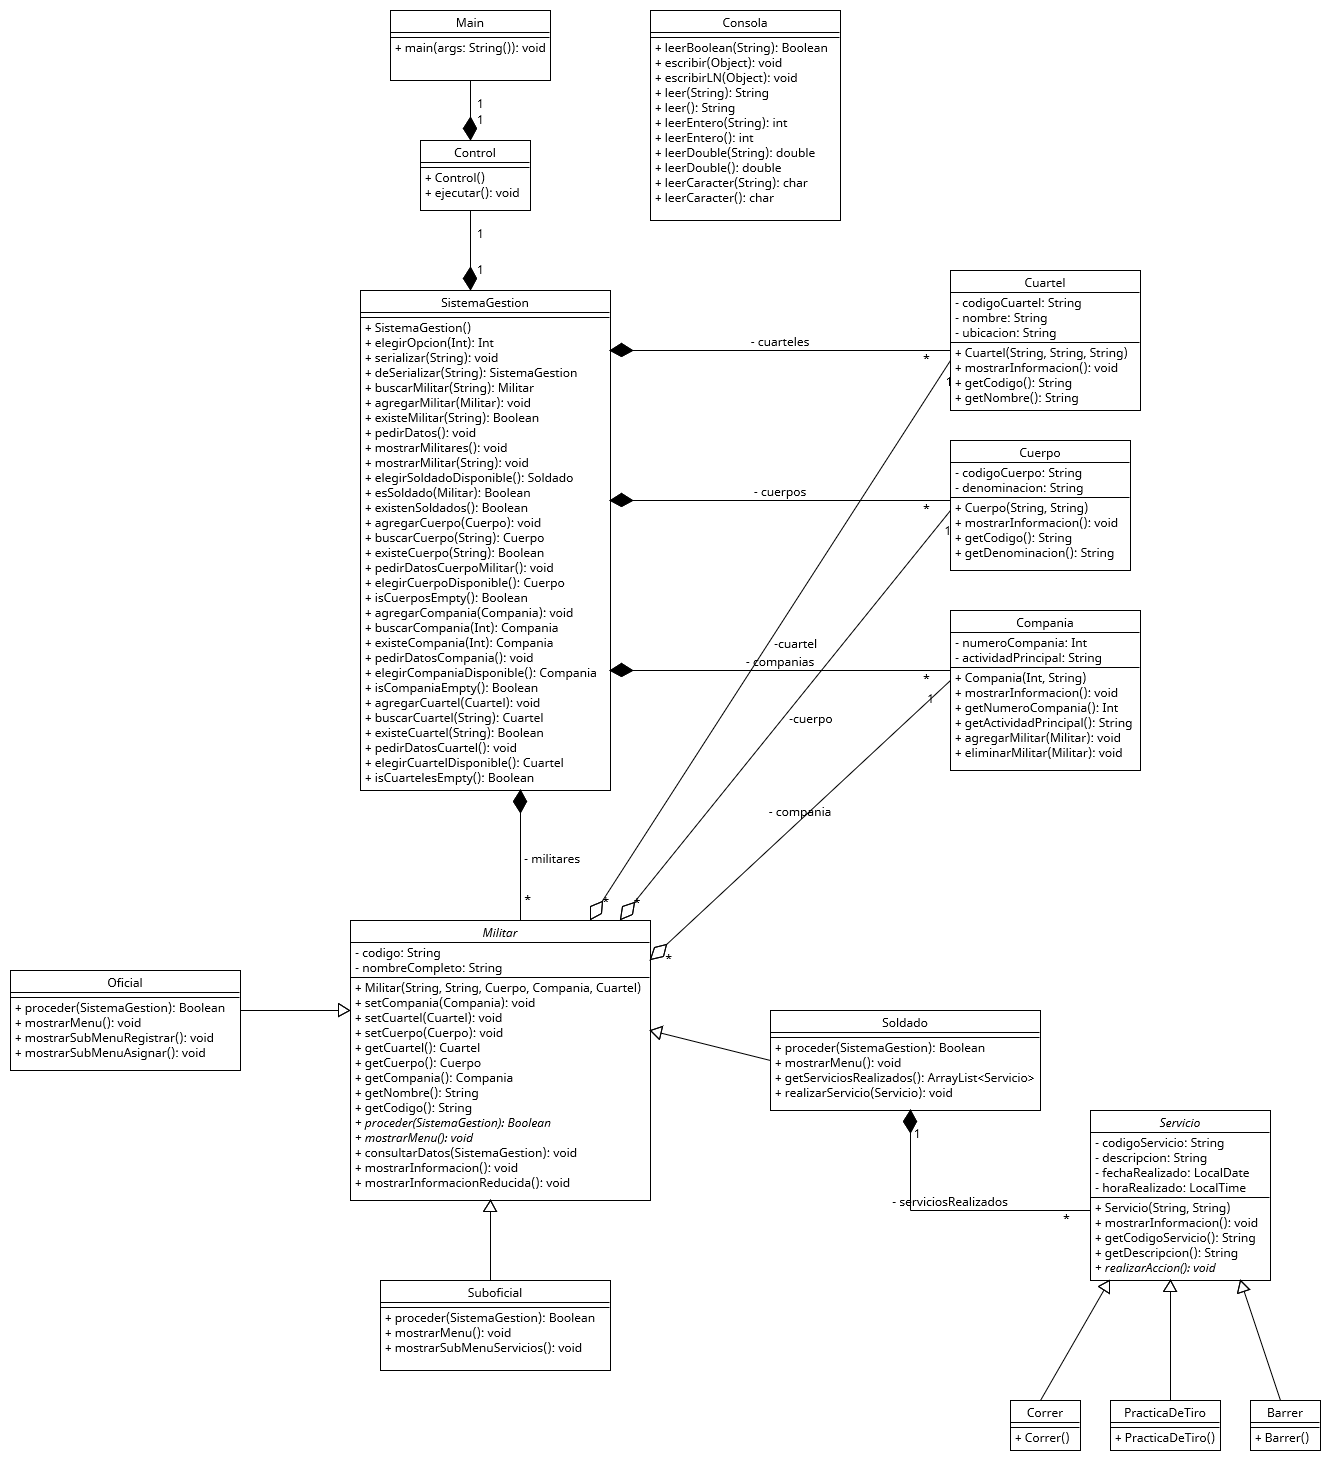 Main
+ main(args: String()): void
1
1
Control
+ Control()
+ ejecutar(): void
1
1
Consola
+ leerBoolean(String): Boolean
+ escribir(Object): void
+ escribirLN(Object): void
+ leer(String): String
+ leer(): String
+ leerEntero(String): int
+ leerEntero(): int
+ leerDouble(String): double
+ leerDouble(): double
+ leerCaracter(String): char
+ leerCaracter(): char
SistemaGestion
+ SistemaGestion()
+ elegirOpcion(Int): Int
+ serializar(String): void
+ deSerializar(String): SistemaGestion
+ buscarMilitar(String): Militar
+ agregarMilitar(Militar): void
+ existeMilitar(String): Boolean
+ pedirDatos(): void
+ mostrarMilitares(): void
+ mostrarMilitar(String): void
+ elegirSoldadoDisponible(): Soldado
+ esSoldado(Militar): Boolean
+ existenSoldados(): Boolean
+ agregarCuerpo(Cuerpo): void
+ buscarCuerpo(String): Cuerpo
+ existeCuerpo(String): Boolean
+ pedirDatosCuerpoMilitar(): void
+ elegirCuerpoDisponible(): Cuerpo
+ isCuerposEmpty(): Boolean
+ agregarCompania(Compania): void
+ buscarCompania(Int): Compania
+ existeCompania(Int): Compania
+ pedirDatosCompania(): void
+ elegirCompaniaDisponible(): Compania
+ isCompaniaEmpty(): Boolean
+ agregarCuartel(Cuartel): void
+ buscarCuartel(String): Cuartel
+ existeCuartel(String): Boolean
+ pedirDatosCuartel(): void
+ elegirCuartelDisponible(): Cuartel
+ isCuartelesEmpty(): Boolean
- cuarteles
*
1
Cuartel
- codigoCuartel: String
- nombre: String
- ubicacion: String
+ Cuartel(String, String, String)
+ mostrarInformacion(): void
+ getCodigo(): String
+ getNombre(): String
- cuerpos
*
1
Cuerpo
- codigoCuerpo: String
- denominacion: String
+ Cuerpo(String, String)
+ mostrarInformacion(): void
+ getCodigo(): String
+ getDenominacion(): String
-cuartel
- companias
*
1
Compania
- numeroCompania: Int
- actividadPrincipal: String
+ Compania(Int, String)
+ mostrarInformacion(): void
+ getNumeroCompania(): Int
+ getActividadPrincipal(): String
+ agregarMilitar(Militar): void
+ eliminarMilitar(Militar): void
-cuerpo
- compania
- militares
*
*
*
*
Militar
- codigo: String
- nombreCompleto: String
+ Militar(String, String, Cuerpo, Compania, Cuartel)
+ setCompania(Compania): void
+ setCuartel(Cuartel): void
+ setCuerpo(Cuerpo): void
+ getCuartel(): Cuartel
+ getCuerpo(): Cuerpo
+ getCompania(): Compania
+ getNombre(): String
+ getCodigo(): String
+ proceder(SistemaGestion): Boolean
+ mostrarMenu(): void
+ consultarDatos(SistemaGestion): void
+ mostrarInformacion(): void
+ mostrarInformacionReducida(): void
Oficial
+ proceder(SistemaGestion): Boolean
+ mostrarMenu(): void
+ mostrarSubMenuRegistrar(): void
+ mostrarSubMenuAsignar(): void
Soldado
+ proceder(SistemaGestion): Boolean
+ mostrarMenu(): void
+ getServiciosRealizados(): ArrayList<Servicio>
+ realizarServicio(Servicio): void
1
- serviciosRealizados
*
Servicio
- codigoServicio: String
- descripcion: String
- fechaRealizado: LocalDate
- horaRealizado: LocalTime
+ Servicio(String, String)
+ mostrarInformacion(): void
+ getCodigoServicio(): String
+ getDescripcion(): String
+ realizarAccion(): void
Suboficial
+ proceder(SistemaGestion): Boolean
+ mostrarMenu(): void
+ mostrarSubMenuServicios(): void
Correr
+ Correr()
PracticaDeTiro
+ PracticaDeTiro()
Barrer
+ Barrer()